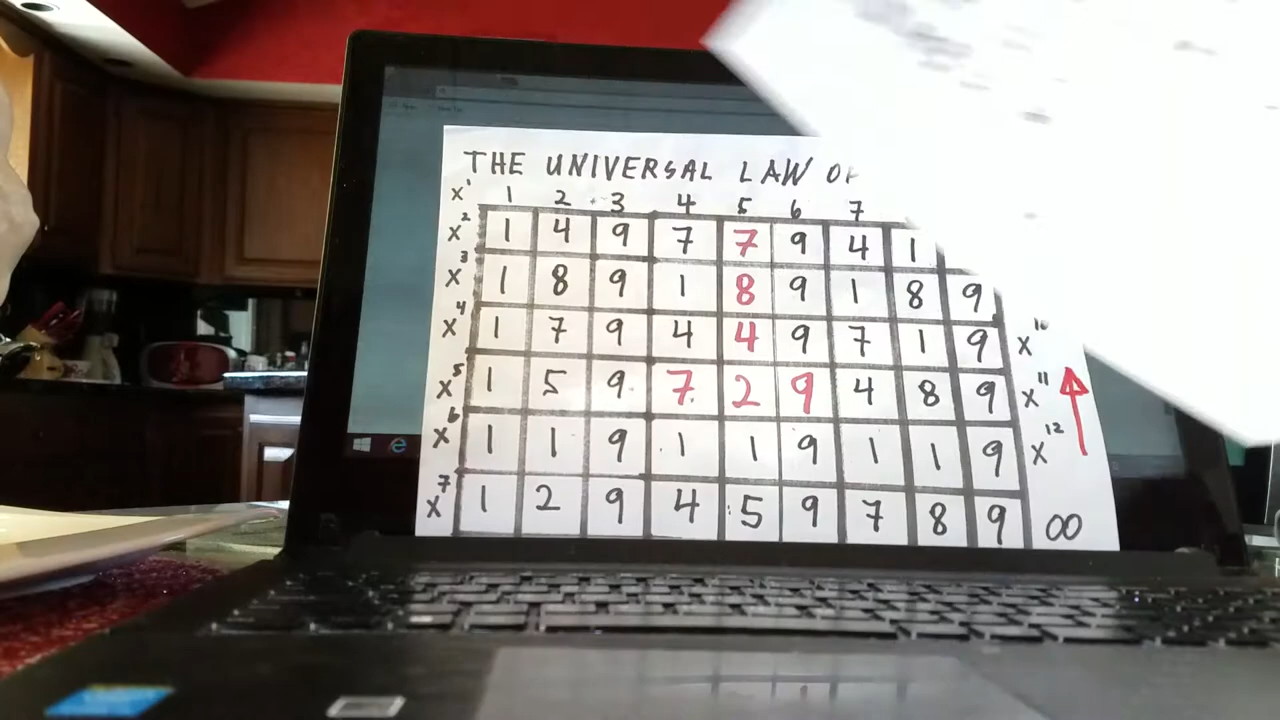 THE UNIVERSAL LAW OF
X¹ 1 2 3 4 5 6 7
X² 1 4 9 7 7 9 4 1
X³ 1 8 9 1 8 9 1 8 9
X⁴ 1 7 9 4 4 9 7 1 9 X¹⁰
X⁵ 1 5 9 7 2 9 4 8 9 X¹¹
X⁶ 1 1 9 1 1 9 1 1 9 X¹²
X⁷ 1 2 9 4 5 9 7 8 9 ∞